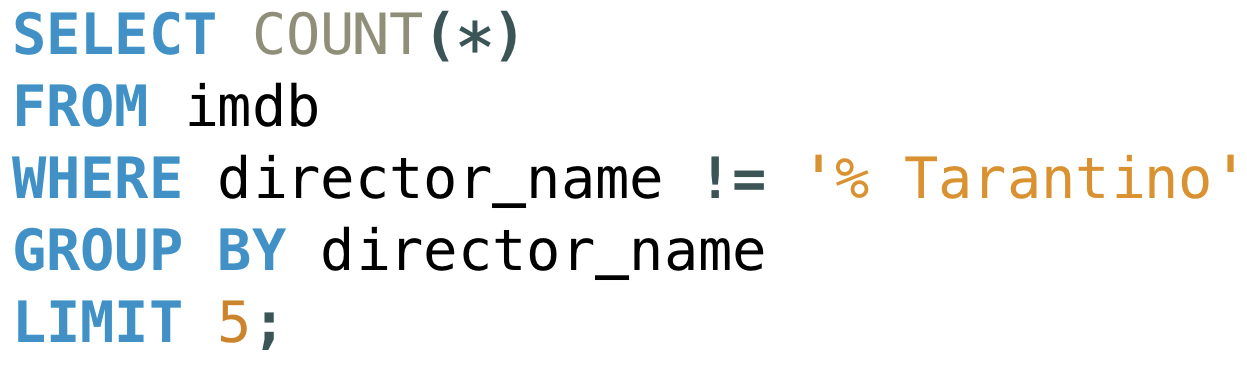 SELECT COUNT(*)
FROM imdb
WHERE director_name != '% Tarantino'
GROUP BY director_name
LIMIT 5;